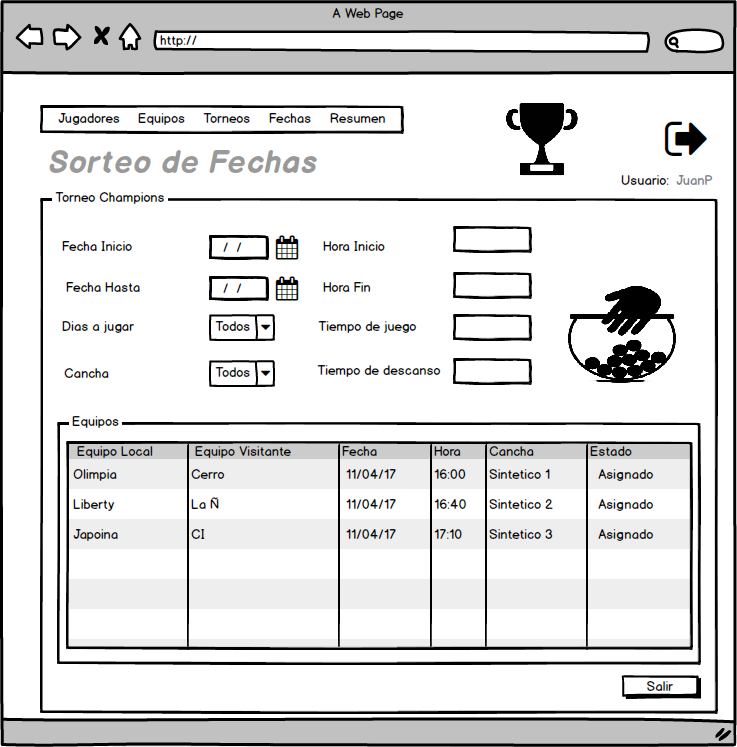 A Web Page
http://
Jugadores Equipos Torneos Fechas Resumen
Sorteo de Fechas
Usuario: JuanP
Torneo Champions
Fecha Inicio / / Hora Inicio
Fecha Hasta / / Hora Fin
Dias a jugar Todos Tiempo de juego
Cancha Todos Tiempo de descanso
Equipos
Equipo Local Equipo Visitante Fecha Hora Cancha Estado
Olimpia Cerro 11/04/17 16:00 Sintetico 1 Asignado
Liberty La Ñ 11/04/17 16:40 Sintetico 2 Asignado
Japoina CI 11/04/17 17:10 Sintetico 3 Asignado
Salir